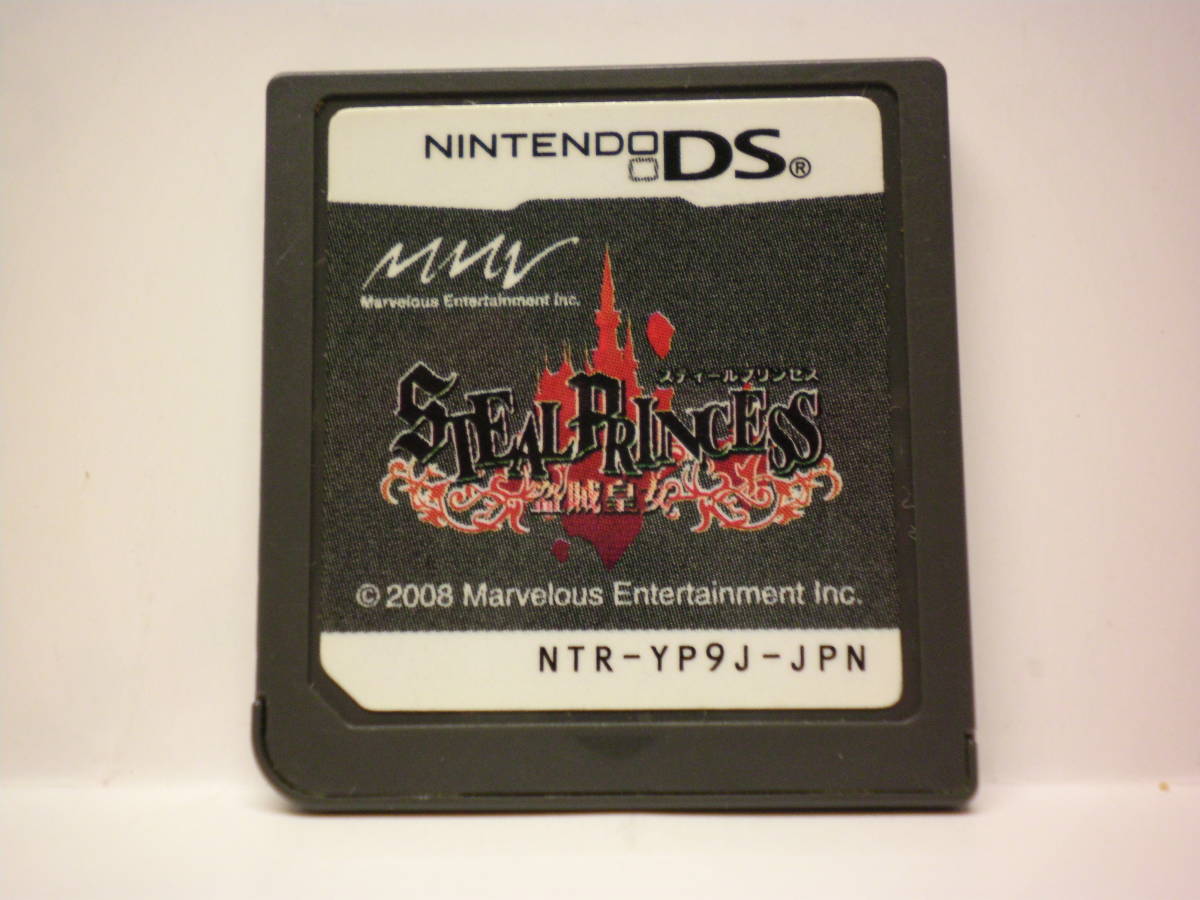 NINTENDO DS®
MMV
Marvelous Entertainment Inc.
スティールプリンセス
STEAL PRINCESS
盗賊皇女
© 2008 Marvelous Entertainment Inc.
NTR-YP9J-JPN